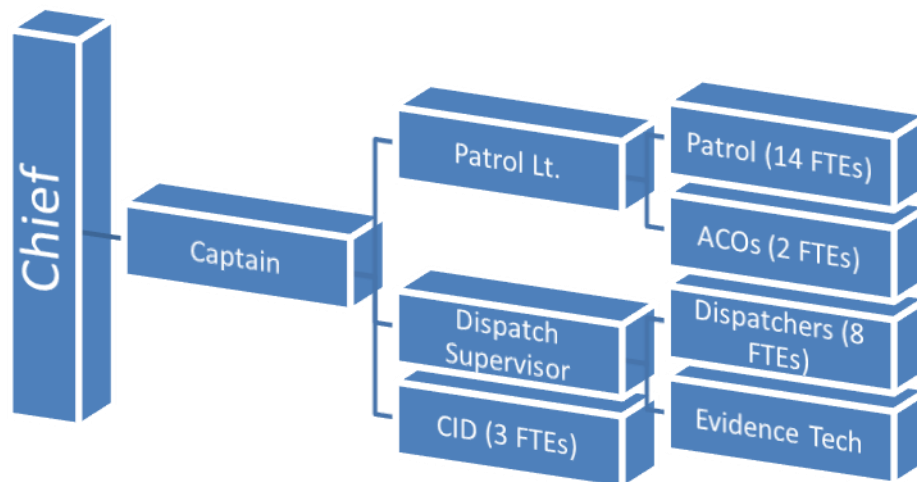 Chief
Captain
Patrol Lt.
Dispatch
Supervisor
CID (3 FTEs)
Patrol (14 FTEs)
ACOs (2 FTEs)
Dispatchers (8
FTEs)
Evidence Tech